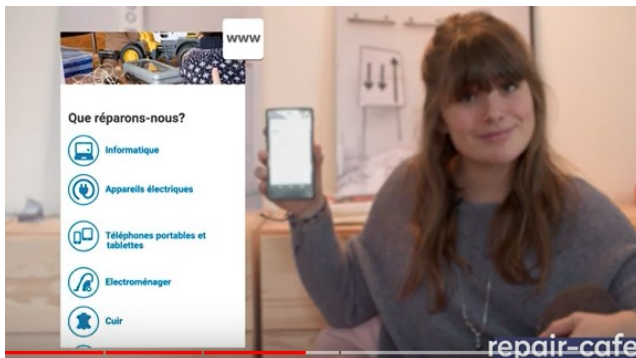 www
Que réparons-nous?
Informatique
Appareils électriques
Téléphones portables et
tablettes
Electroménager
Cuir
repair-cafe